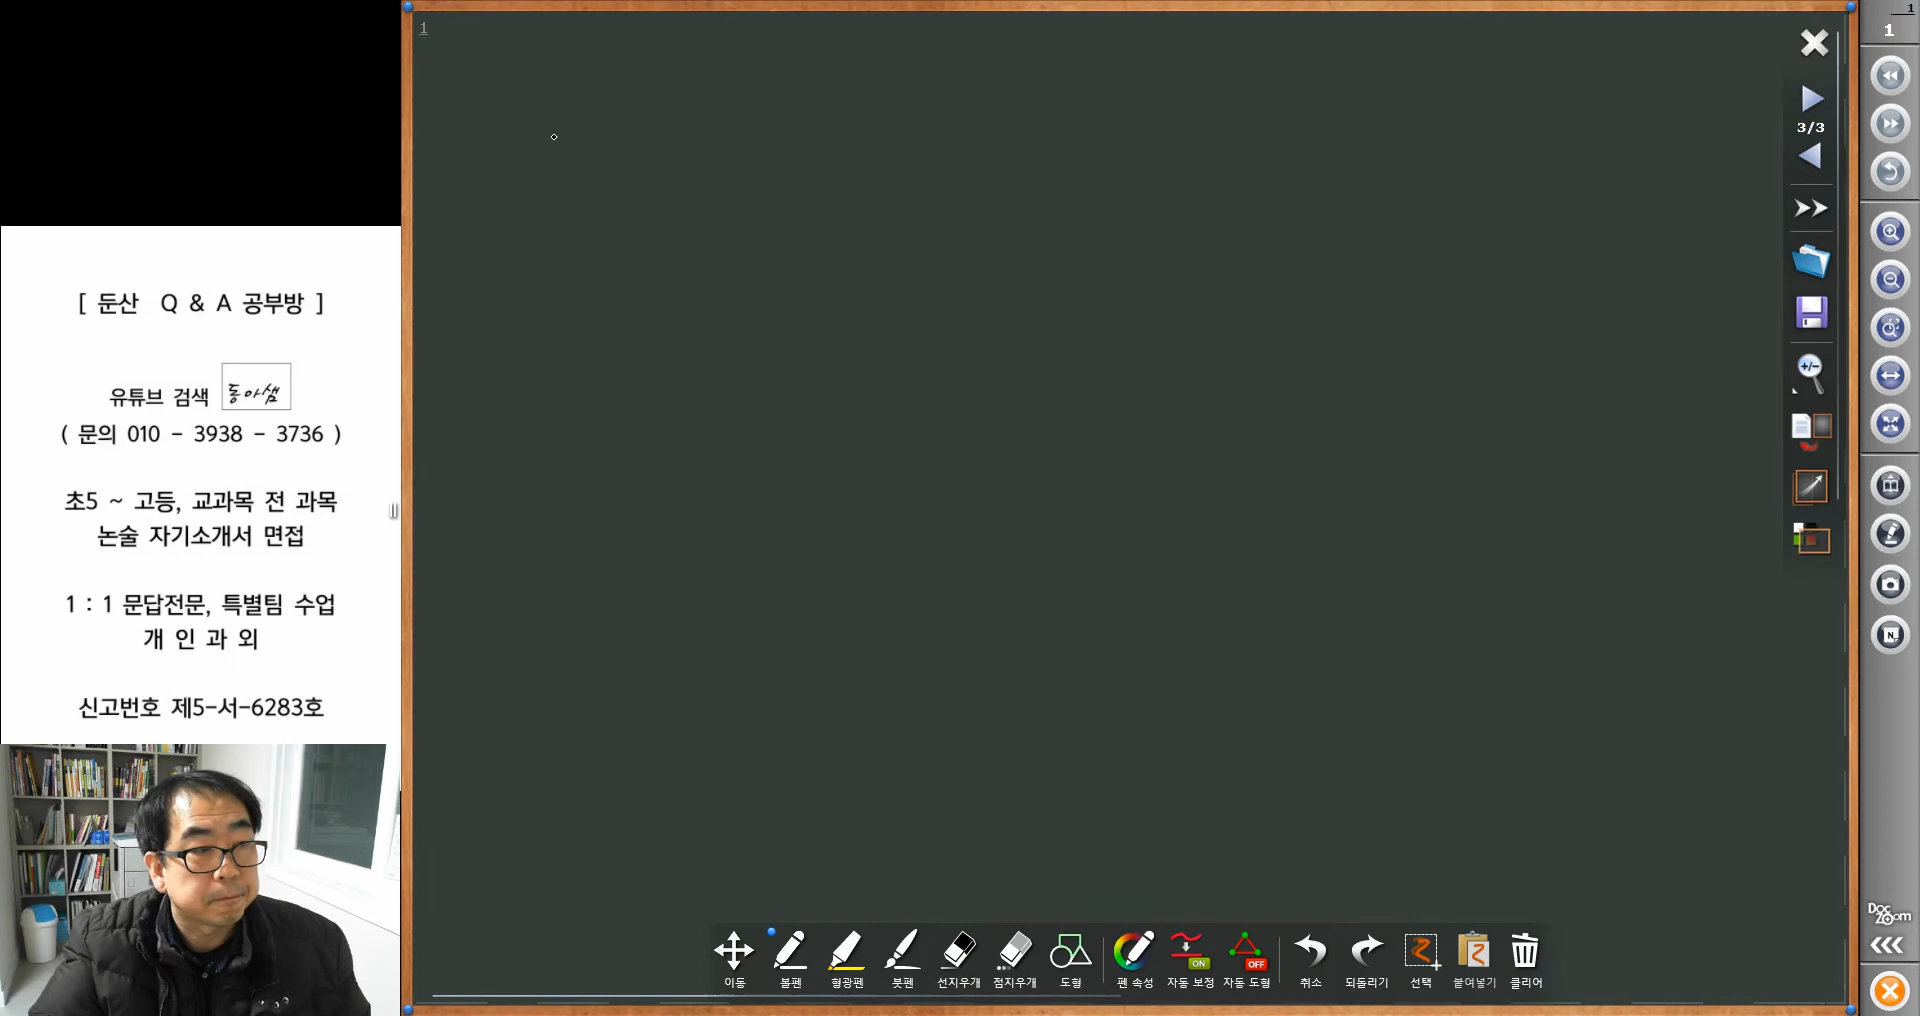 [ 둔산 Q & A 공부방 ]
유튜브 검색 동아샘
( 문의 010 - 3938 - 3736 )
초5 ~ 고등, 교과목 전 과목
논술 자기소개서 면접
1 : 1 문답전문, 특별팀 수업
개 인 과 외
신고번호 제5-서-6283호
1
3/3
+/-
이동
볼펜
형광펜
붓펜
선지우개
점지우개
도형
펜 속성
ON
자동 보정
OFF
자동 도형
취소
되돌리기
선택
붙여넣기
클리어
1
1
N
Doc Zoom